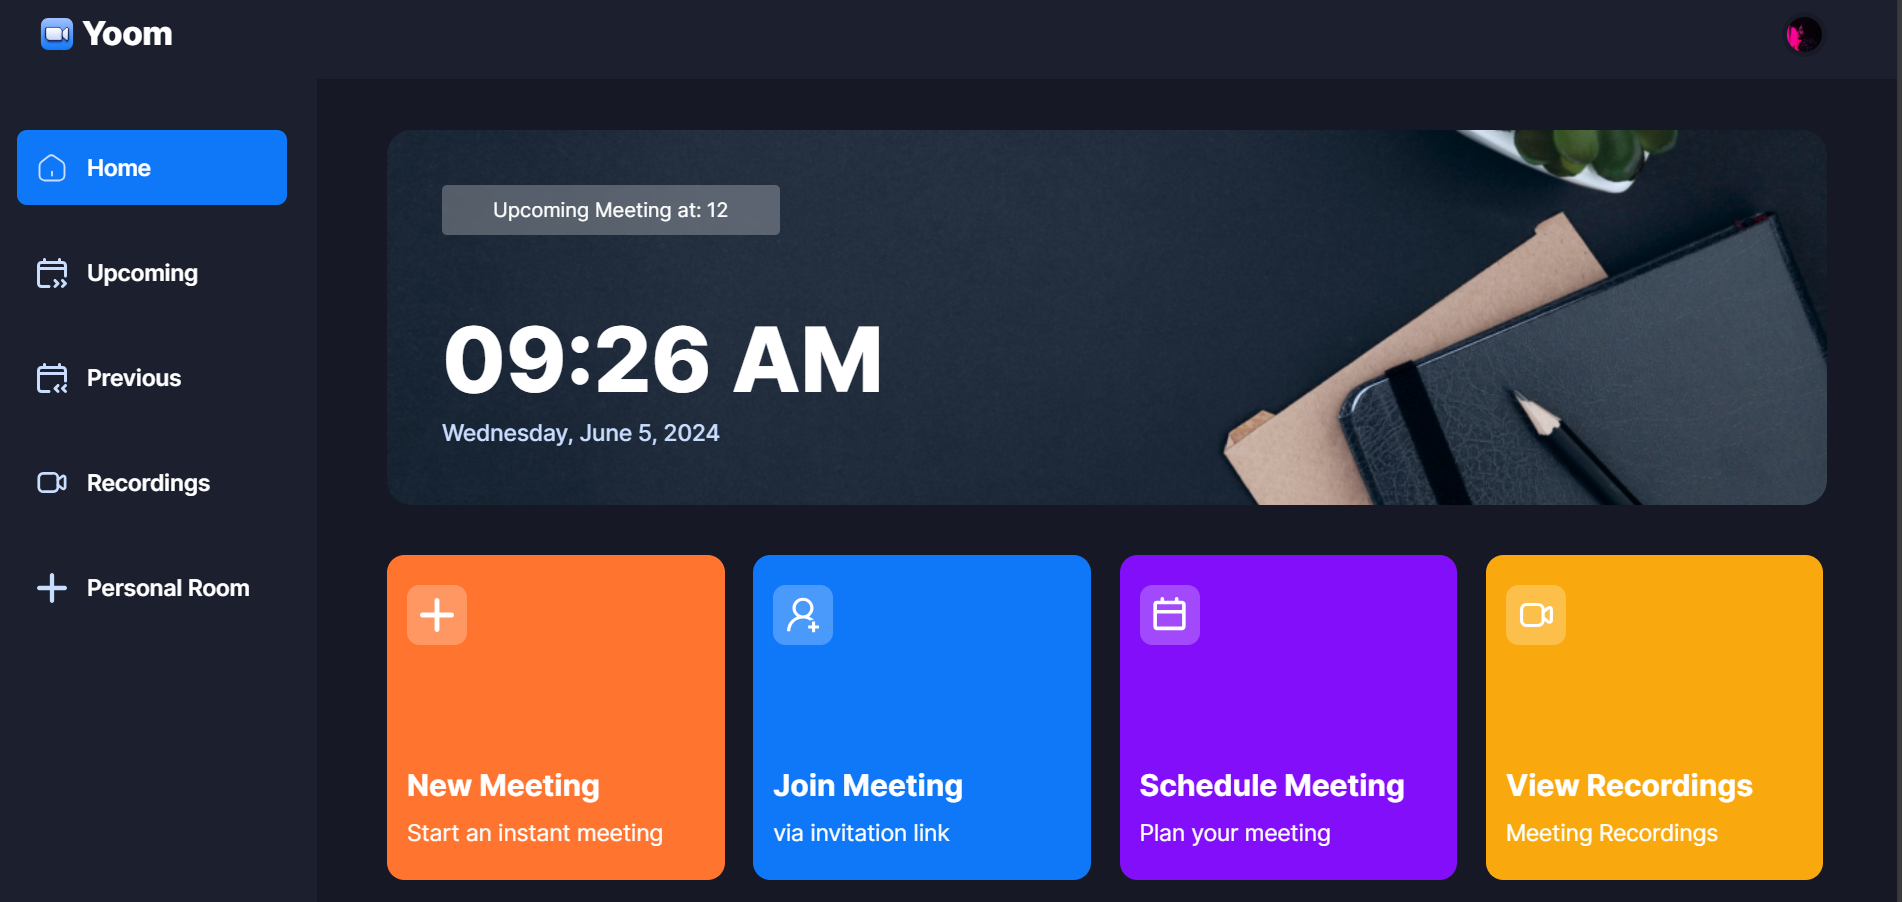 Yoom
Home
Upcoming
Previous
Recordings
Personal Room
Upcoming Meeting at: 12
09:26 AM
Wednesday, June 5, 2024
New Meeting
Start an instant meeting
Join Meeting
via invitation link
Schedule Meeting
Plan your meeting
View Recordings
Meeting Recordings